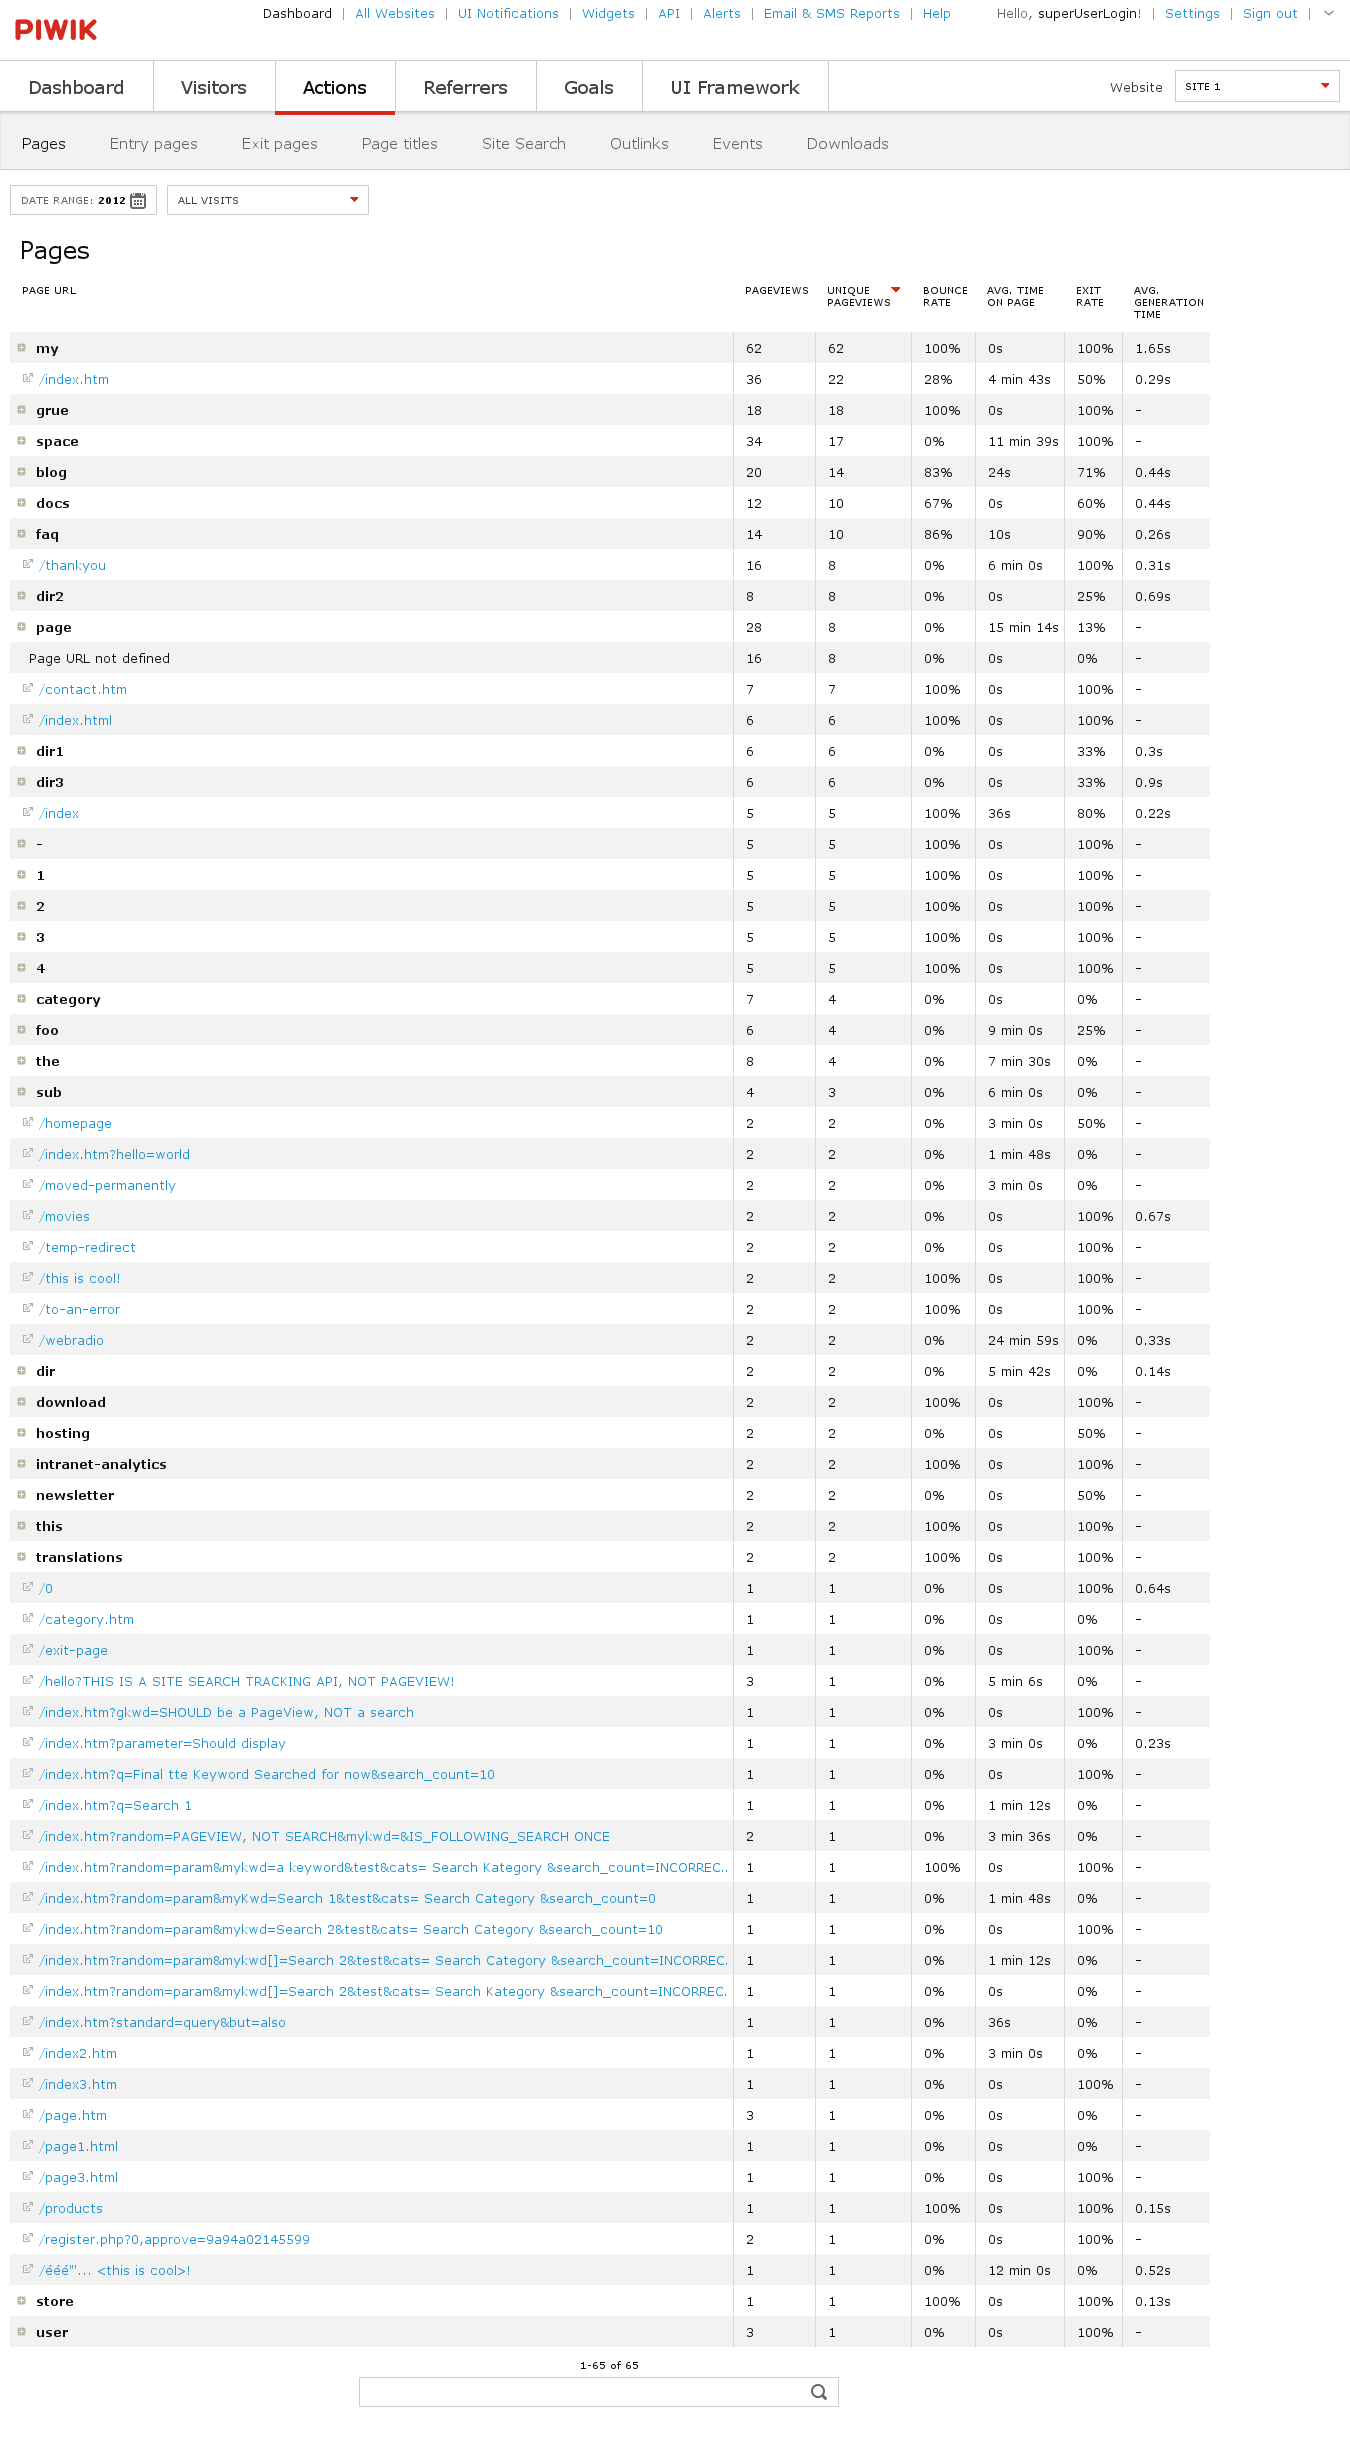 PIWIK
Dashboard | All Websites | UI Notifications | Widgets | API | Alerts | Email & SMS Reports | Help Hello, superUserLogin! | Settings | Sign out |
Dashboard Visitors Actions Referrers Goals UI Framework Website SITE 1
Pages Entry pages Exit pages Page titles Site Search Outlinks Events Downloads
DATE RANGE: 2012 ALL VISITS
Pages
PAGE URL PAGEVIEWS UNIQUE PAGEVIEWS BOUNCE RATE AVG. TIME ON PAGE EXIT RATE AVG. GENERATION TIME
my 62 62 100% 0s 100% 1.65s
/index.htm 36 22 28% 4 min 43s 50% 0.29s
grue 18 18 100% 0s 100% -
space 34 17 0% 11 min 39s 100% -
blog 20 14 83% 24s 71% 0.44s
docs 12 10 67% 0s 60% 0.44s
faq 14 10 86% 10s 90% 0.26s
/thankyou 16 8 0% 6 min 0s 100% 0.31s
dir2 8 8 0% 0s 25% 0.69s
page 28 8 0% 15 min 14s 13% -
Page URL not defined 16 8 0% 0s 0% -
/contact.htm 7 7 100% 0s 100% -
/index.html 6 6 100% 0s 100% -
dir1 6 6 0% 0s 33% 0.3s
dir3 6 6 0% 0s 33% 0.9s
/index 5 5 100% 36s 80% 0.22s
- 5 5 100% 0s 100% -
1 5 5 100% 0s 100% -
2 5 5 100% 0s 100% -
3 5 5 100% 0s 100% -
4 5 5 100% 0s 100% -
category 7 4 0% 0s 0% -
foo 6 4 0% 9 min 0s 25% -
the 8 4 0% 7 min 30s 0% -
sub 4 3 0% 6 min 0s 0% -
/homepage 2 2 0% 3 min 0s 50% -
/index.htm?hello=world 2 2 0% 1 min 48s 0% -
/moved-permanently 2 2 0% 3 min 0s 0% -
/movies 2 2 0% 0s 100% 0.67s
/temp-redirect 2 2 0% 0s 100% -
/this is cool! 2 2 100% 0s 100% -
/to-an-error 2 2 100% 0s 100% -
/webradio 2 2 0% 24 min 59s 0% 0.33s
dir 2 2 0% 5 min 42s 0% 0.14s
download 2 2 100% 0s 100% -
hosting 2 2 0% 0s 50% -
intranet-analytics 2 2 100% 0s 100% -
newsletter 2 2 0% 0s 50% -
this 2 2 100% 0s 100% -
translations 2 2 100% 0s 100% -
/0 1 1 0% 0s 100% 0.64s
/category.htm 1 1 0% 0s 0% -
/exit-page 1 1 0% 0s 100% -
/hello?THIS IS A SITE SEARCH TRACKING API, NOT PAGEVIEW! 3 1 0% 5 min 6s 0% -
/index.htm?gkwd=SHOULD be a PageView, NOT a search 1 1 0% 0s 100% -
/index.htm?parameter=Should display 1 1 0% 3 min 0s 0% 0.23s
/index.htm?q=Final tte Keyword Searched for now&search_count=10 1 1 0% 0s 100% -
/index.htm?q=Search 1 1 1 0% 1 min 12s 0% -
/index.htm?random=PAGEVIEW, NOT SEARCH&mykwd=&IS_FOLLOWING_SEARCH ONCE 2 1 0% 3 min 36s 0% -
/index.htm?random=param&mykwd=a keyword&test&cats= Search Kategory &search_count=INCORREC.. 1 1 100% 0s 100% -
/index.htm?random=param&myKwd=Search 1&test&cats= Search Category &search_count=0 1 1 0% 1 min 48s 0% -
/index.htm?random=param&mykwd=Search 2&test&cats= Search Category &search_count=10 1 1 0% 0s 100% -
/index.htm?random=param&mykwd[]=Search 2&test&cats= Search Category &search_count=INCORREC. 1 1 0% 1 min 12s 0% -
/index.htm?random=param&mykwd[]=Search 2&test&cats= Search Kategory &search_count=INCORREC. 1 1 0% 0s 0% -
/index.htm?standard=query&but=also 1 1 0% 36s 0% -
/index2.htm 1 1 0% 3 min 0s 0% -
/index3.htm 1 1 0% 0s 100% -
/page.htm 3 1 0% 0s 0% -
/page1.html 1 1 0% 0s 0% -
/page3.html 1 1 0% 0s 100% -
/products 1 1 100% 0s 100% 0.15s
/register.php?0,approve=9a94a02145599 2 1 0% 0s 100% -
/ééé"'... <this is cool>! 1 1 0% 12 min 0s 0% 0.52s
store 1 1 100% 0s 100% 0.13s
user 3 1 0% 0s 100% -
1-65 of 65